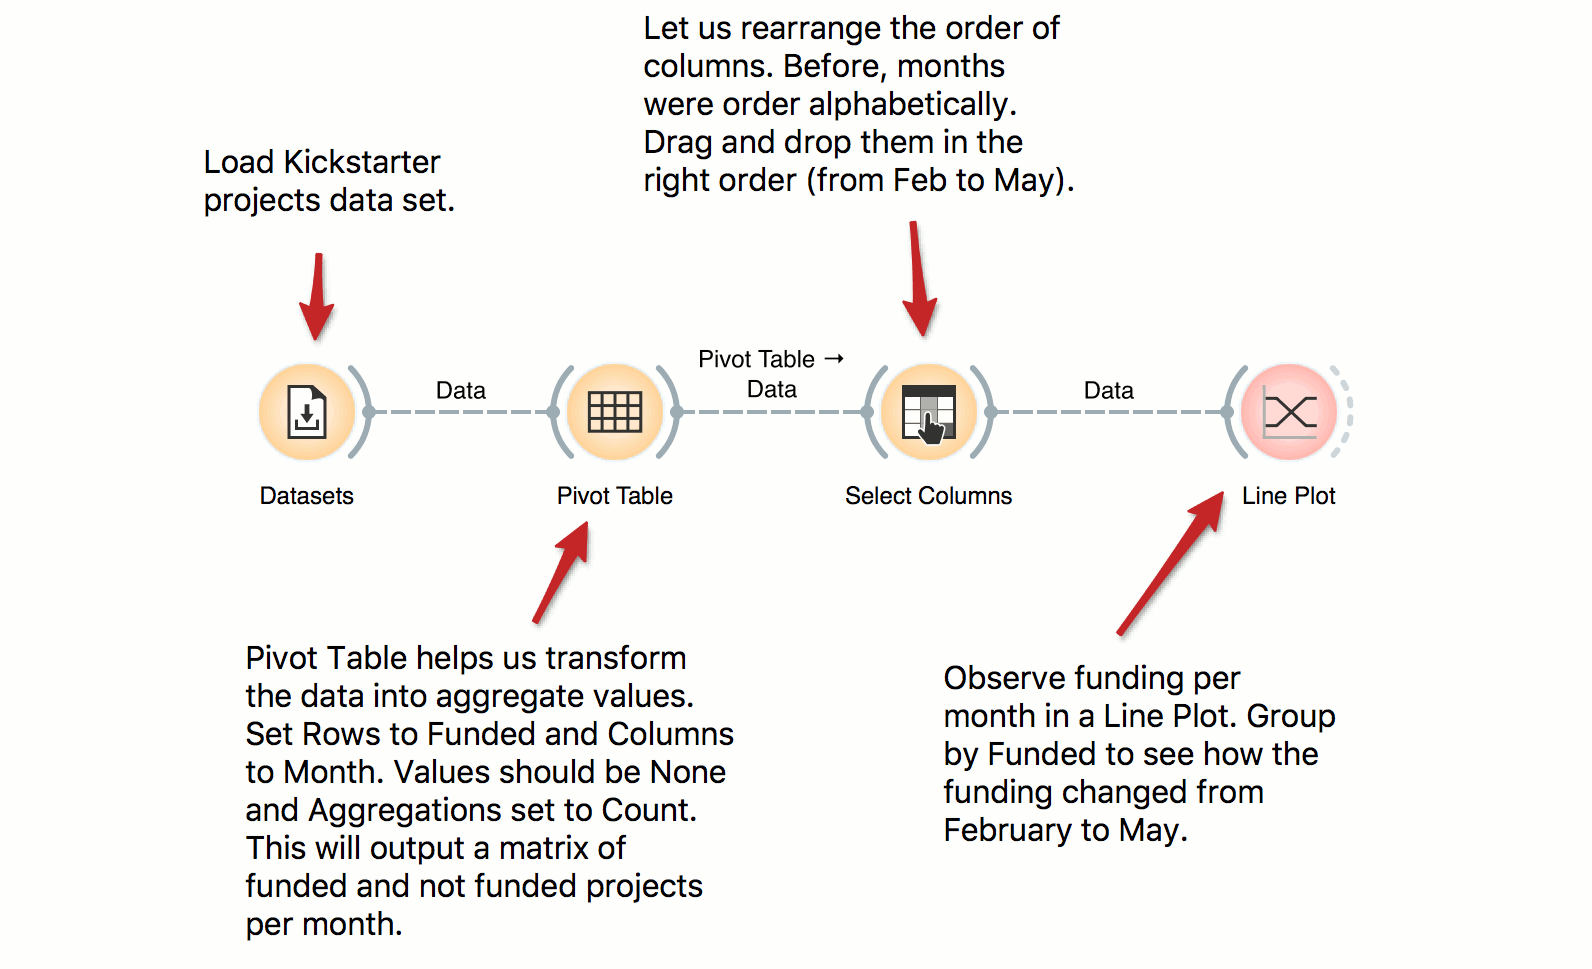 Let us rearrange the order of
columns. Before, months
were order alphabetically.
Drag and drop them in the
right order (from Feb to May).
Load Kickstarter
projects data set.
Data
Pivot Table →
Data
Data
Datasets
Pivot Table
Select Columns
Line Plot
Pivot Table helps us transform
the data into aggregate values.
Set Rows to Funded and Columns
to Month. Values should be None
and Aggregations set to Count.
This will output a matrix of
funded and not funded projects
per month.
Observe funding per
month in a Line Plot. Group
by Funded to see how the
funding changed from
February to May.